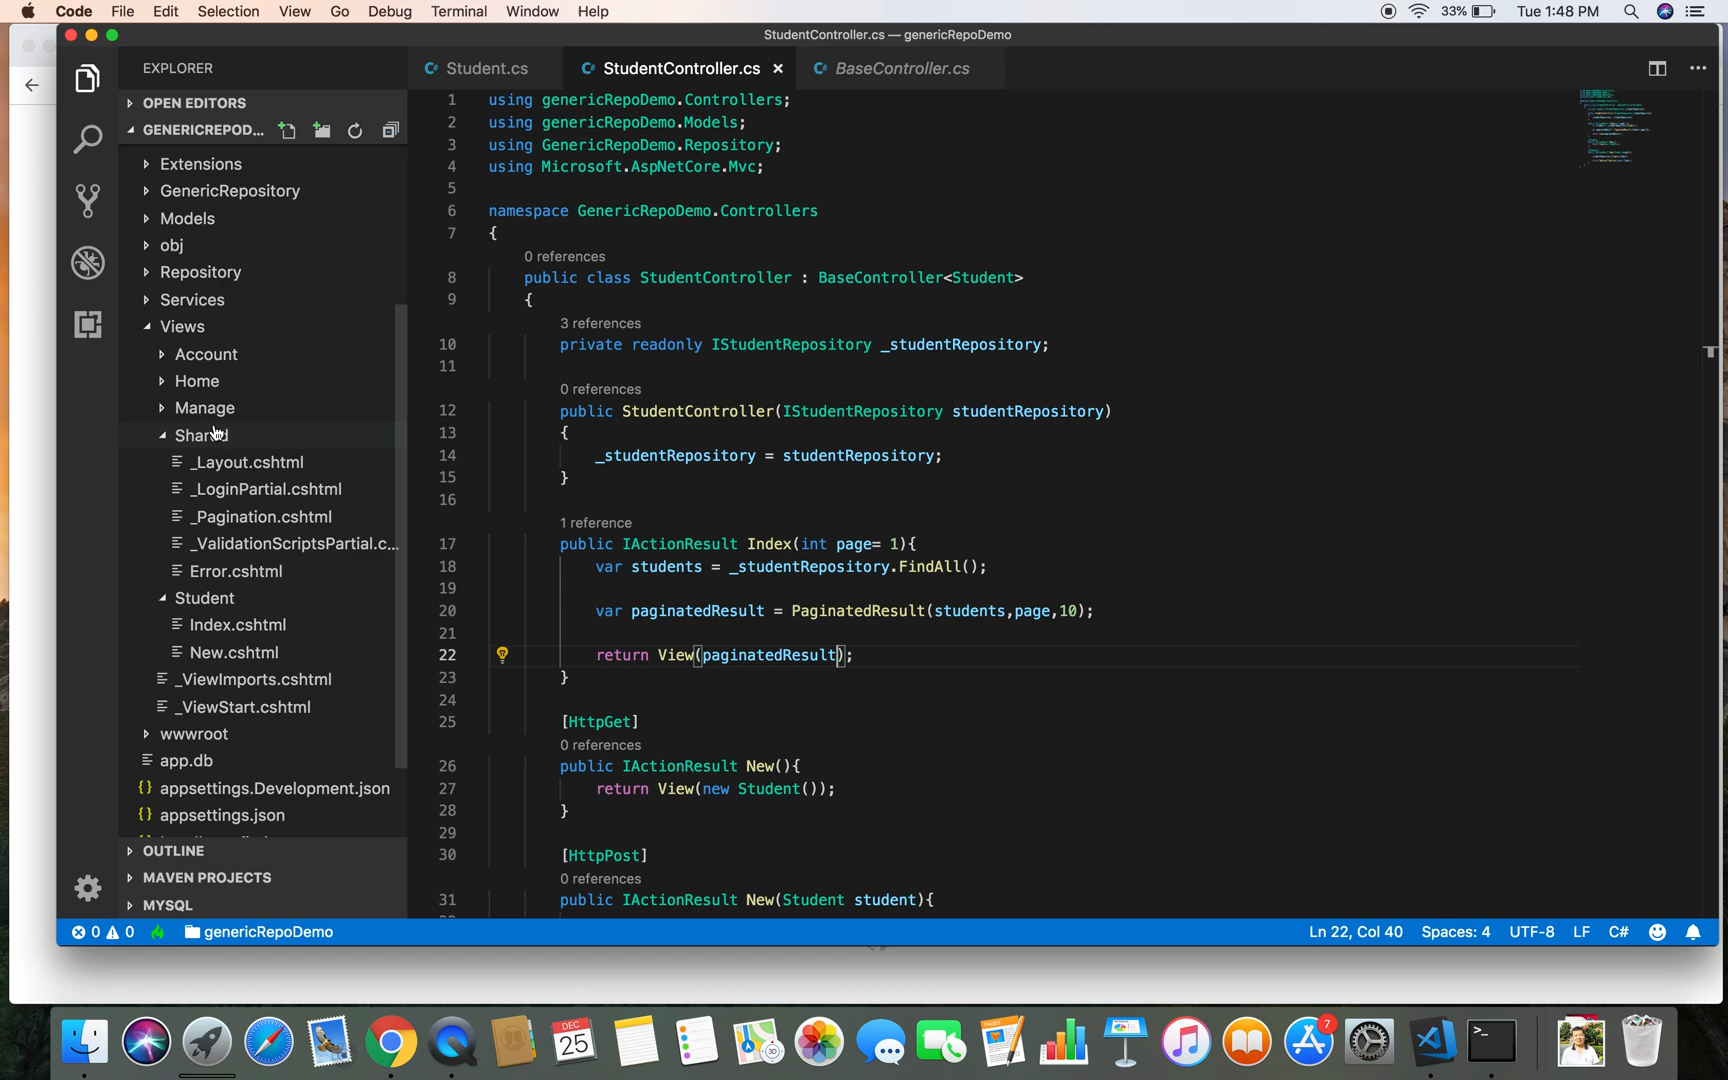 Code File Edit Selection View Go Debug Terminal Window Help 33% Tue 1:48 PM
StudentController.cs — genericRepoDemo
EXPLORER
Student.cs StudentController.cs BaseController.cs
OPEN EDITORS
GENERICREPOD...
Extensions
GenericRepository
Models
obj
Repository
Services
Views
Account
Home
Manage
Shared
_Layout.cshtml
_LoginPartial.cshtml
_Pagination.cshtml
_ValidationScriptsPartial.c...
Error.cshtml
Student
Index.cshtml
New.cshtml
_ViewImports.cshtml
_ViewStart.cshtml
wwwroot
app.db
appsettings.Development.json
appsettings.json
OUTLINE
MAVEN PROJECTS
MYSQL
1 using genericRepoDemo.Controllers;
2 using genericRepoDemo.Models;
3 using GenericRepoDemo.Repository;
4 using Microsoft.AspNetCore.Mvc;
5
6 namespace GenericRepoDemo.Controllers
7 {
0 references
8 public class StudentController : BaseController<Student>
9 {
3 references
10 private readonly IStudentRepository _studentRepository;
11
0 references
12 public StudentController(IStudentRepository studentRepository)
13 {
14 _studentRepository = studentRepository;
15 }
16
1 reference
17 public IActionResult Index(int page= 1){
18 var students = _studentRepository.FindAll();
19
20 var paginatedResult = PaginatedResult(students,page,10);
21
22 return View(paginatedResult);
23 }
24
25 [HttpGet]
0 references
26 public IActionResult New(){
27 return View(new Student());
28 }
29
30 [HttpPost]
0 references
31 public IActionResult New(Student student){
0 0 genericRepoDemo Ln 22, Col 40 Spaces: 4 UTF-8 LF C#
DEC
25
PAGES
3D
7
>_